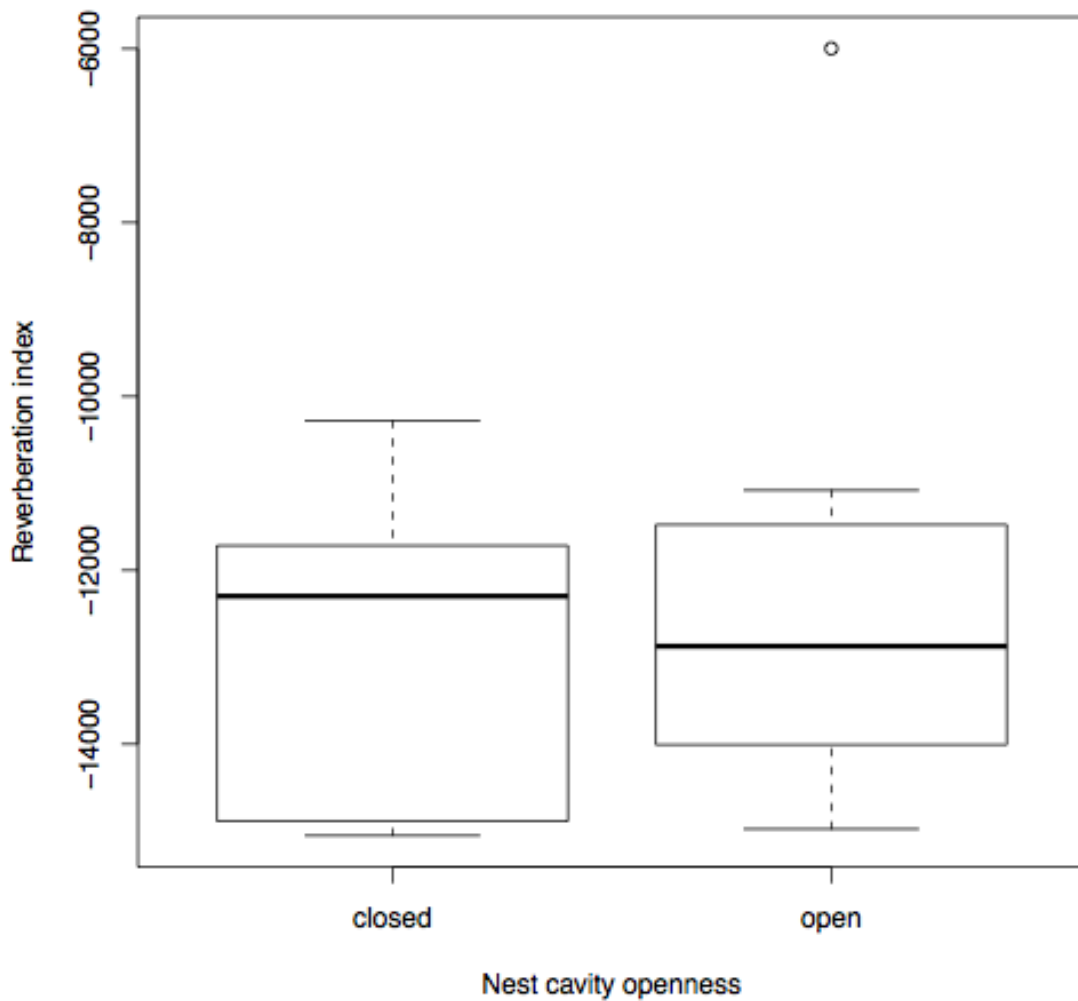 Reverberation index
−6000
−8000
−10000
−12000
−14000
closed
open
Nest cavity openness